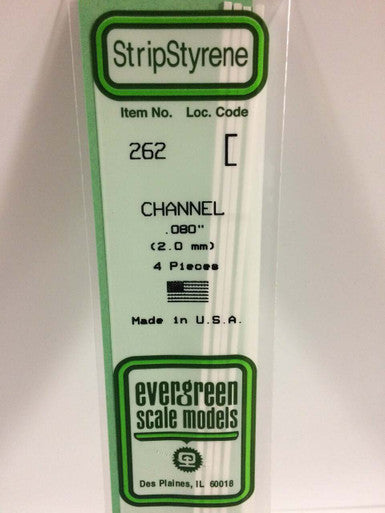 StripStyrene
Item No. Loc. Code
262 [
CHANNEL
.080"
(2.0 mm)
4 Pieces
Made in U.S.A.
evergreen
scale models
Des Plaines, IL 60018